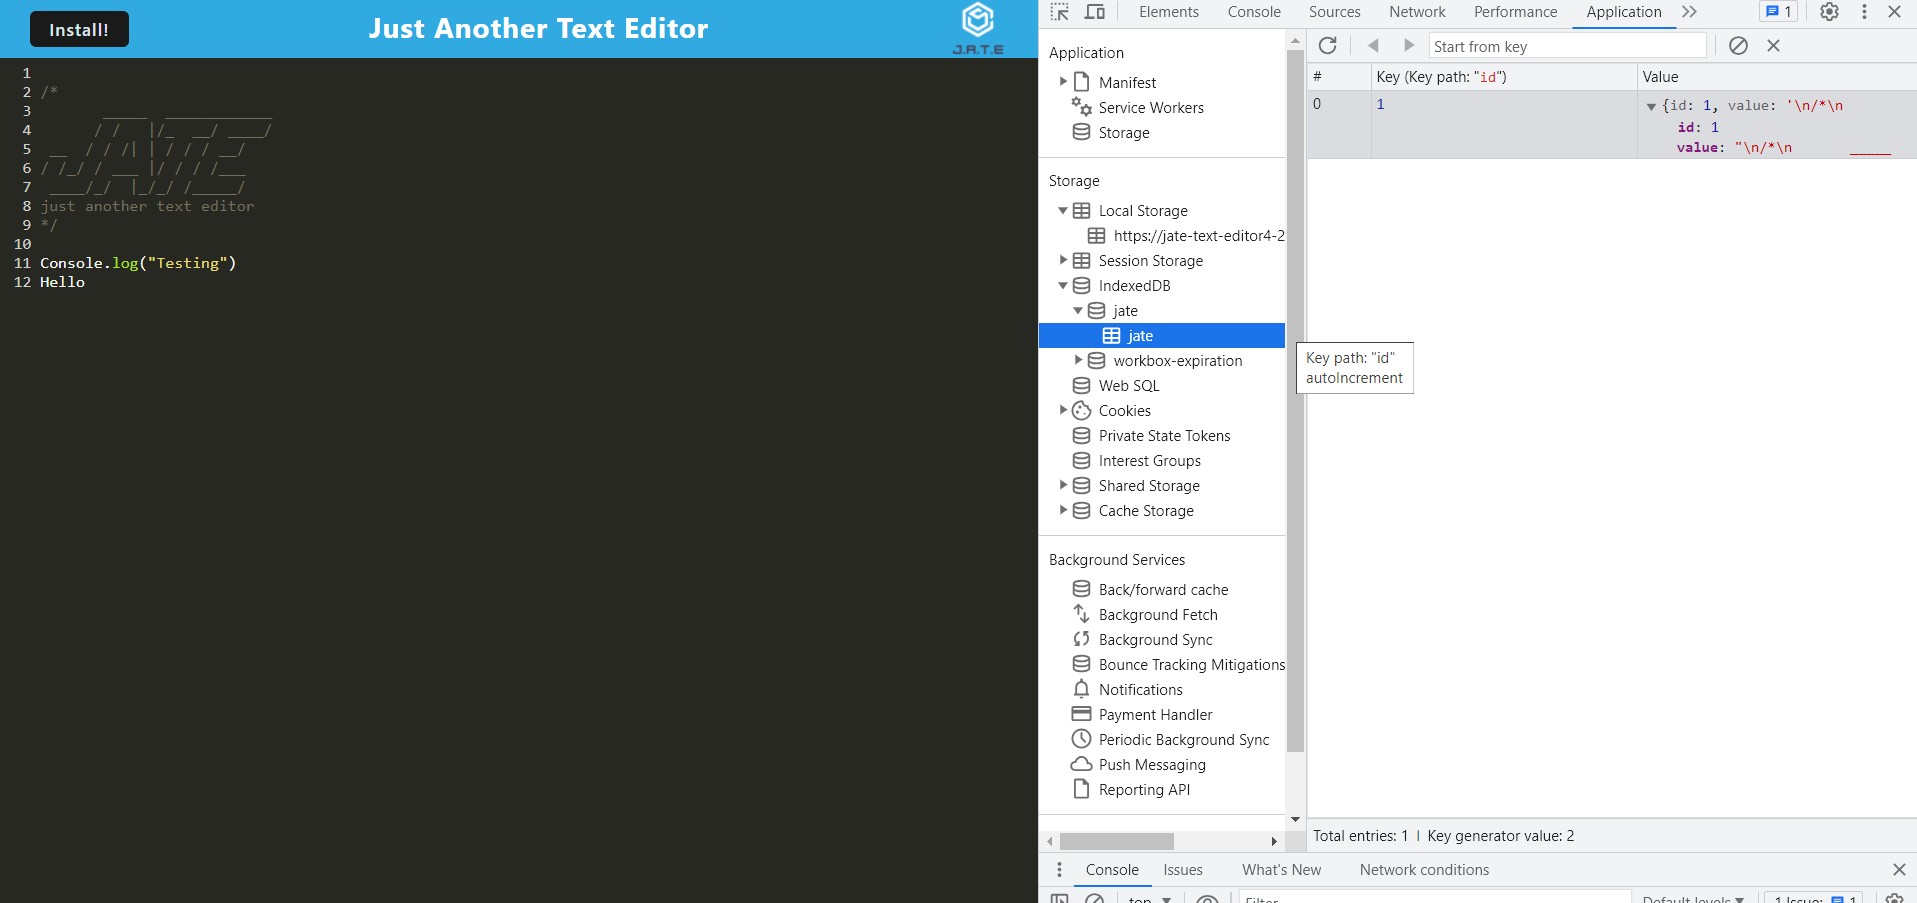 Install!
Just Another Text Editor
J.A.T.E
1
2 /*
3         _____  ____________
4       / /   |/_  __/ ____/
5  __  / / /| | / / / __/
6 / /_/ / ___ |/ / / /___
7  ____/_/  |_/_/ /_____/
8 just another text editor
9 */
10
11 Console.log("Testing")
12 Hello
Elements Console Sources Network Performance Application 1
Application
Manifest
Service Workers
Storage
Storage
Local Storage
https://jate-text-editor4-2
Session Storage
IndexedDB
jate
jate
workbox-expiration
Web SQL
Cookies
Private State Tokens
Interest Groups
Shared Storage
Cache Storage
Background Services
Back/forward cache
Background Fetch
Background Sync
Bounce Tracking Mitigations
Notifications
Payment Handler
Periodic Background Sync
Push Messaging
Reporting API
Start from key
# Key (Key path: "id") Value
0 1 {id: 1, value: '\n/*\n
id: 1
value: "\n/*\n _____
Key path: "id"
autoIncrement
Total entries: 1 | Key generator value: 2
Console Issues What's New Network conditions
top Filter Default levels 1 Issue: 1